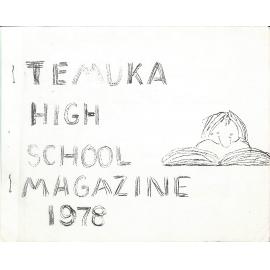 TEMUKA
HIGH
SCHOOL
MAGAZINE
1978